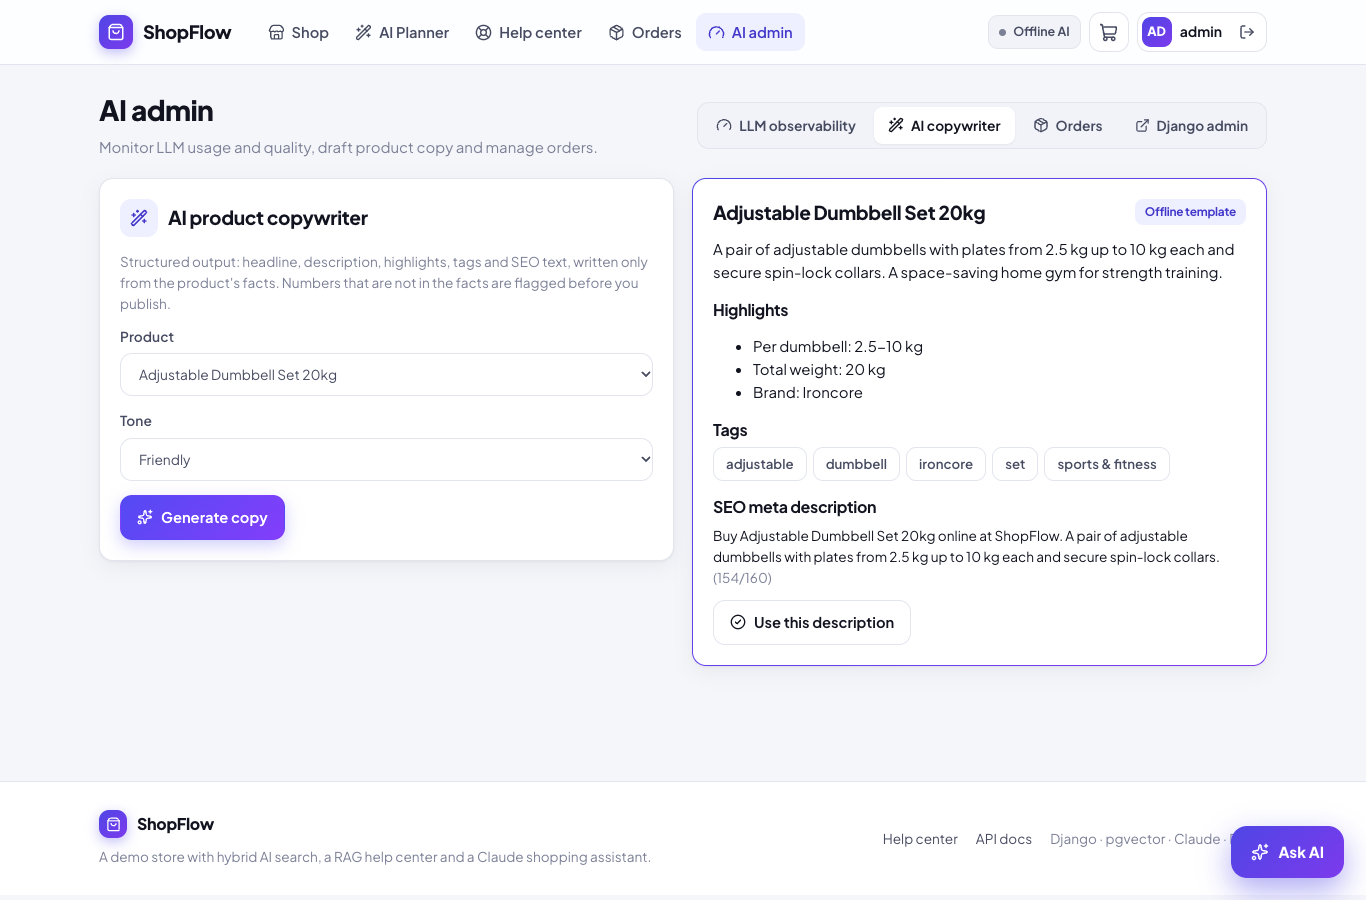 ShopFlow
Shop
AI Planner
Help center
Orders
AI admin
Offline AI
AD
admin
AI admin
Monitor LLM usage and quality, draft product copy and manage orders.
LLM observability
AI copywriter
Orders
Django admin
AI product copywriter
Structured output: headline, description, highlights, tags and SEO text, written only
from the product's facts. Numbers that are not in the facts are flagged before you
publish.
Product
Adjustable Dumbbell Set 20kg
Tone
Friendly
Generate copy
Adjustable Dumbbell Set 20kg
Offline template
A pair of adjustable dumbbells with plates from 2.5 kg up to 10 kg each and
secure spin-lock collars. A space-saving home gym for strength training.
Highlights
• Per dumbbell: 2.5–10 kg
• Total weight: 20 kg
• Brand: Ironcore
Tags
adjustable
dumbbell
ironcore
set
sports & fitness
SEO meta description
Buy Adjustable Dumbbell Set 20kg online at ShopFlow. A pair of adjustable
dumbbells with plates from 2.5 kg up to 10 kg each and secure spin-lock collars.
(154/160)
Use this description
ShopFlow
A demo store with hybrid AI search, a RAG help center and a Claude shopping assistant.
Help center
API docs
Django · pgvector · Claude ·
Ask AI